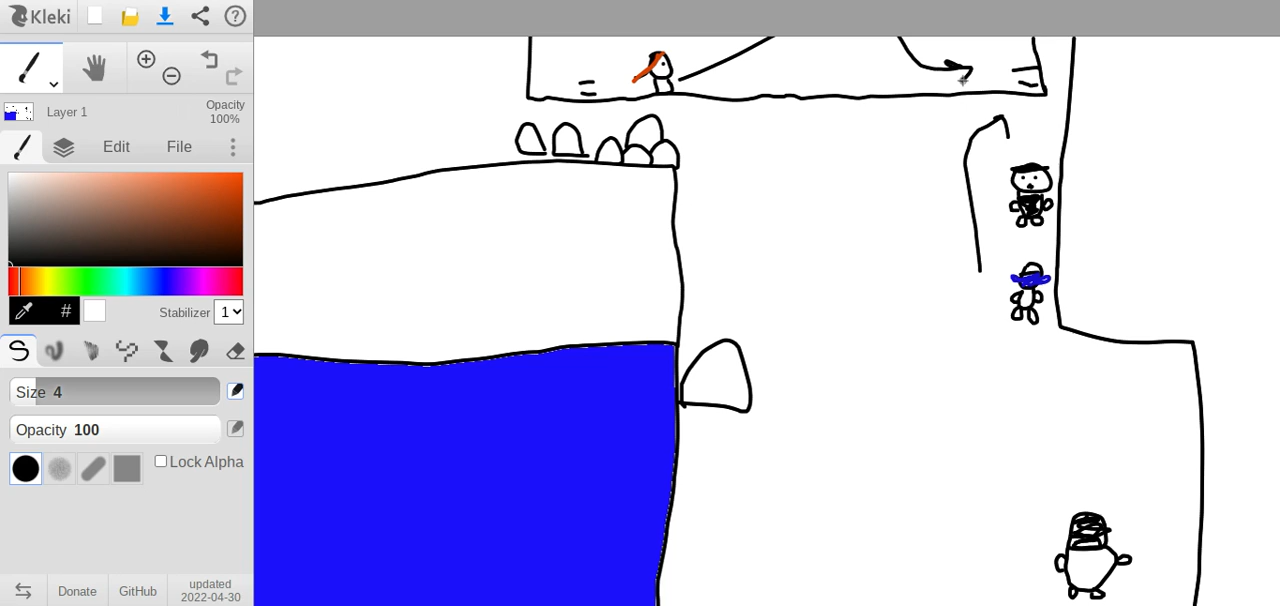 Kleki
Layer 1
Opacity
100%
Edit
File
#
Stabilizer 1
Size 4
Opacity 100
Lock Alpha
Donate
GitHub
updated
2022-04-30